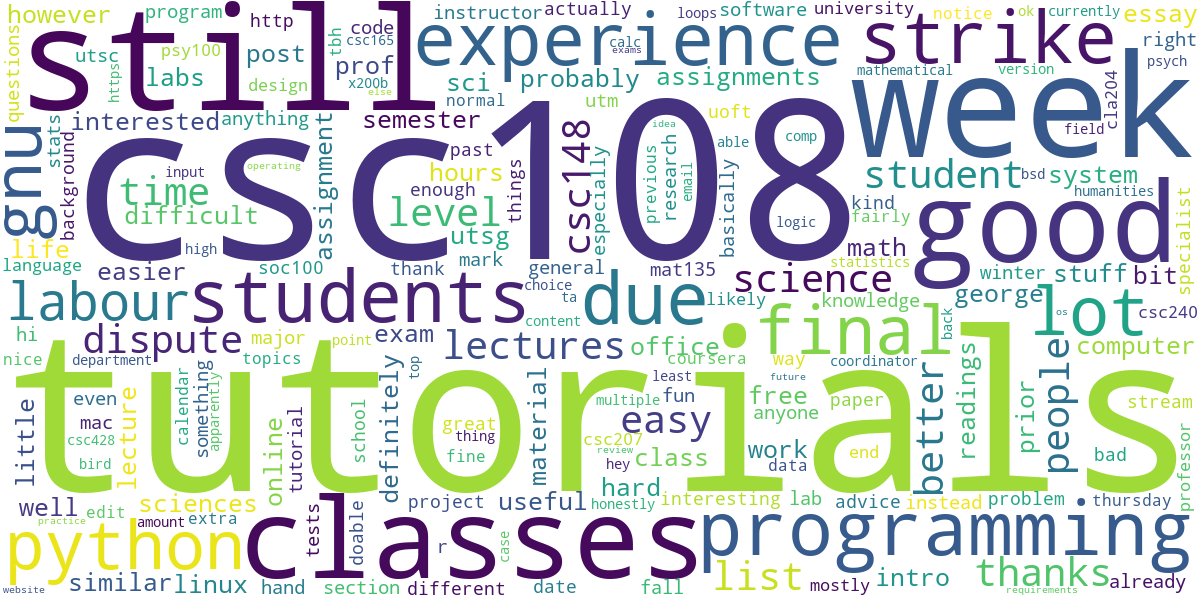 however program http instructor actually loops software university notice ok currently essay
questions still psy100 tbh csc165 code experience calc exams strike right
utsc post prof x200b sci probably assignments mathematical version psych
https labs design else normal utm week
gnu interested anything semester uoft comp field cla204
stats background assignment past able student system
input operating csc108 csc148 hours idea bsd humanities
time level enough things especially previous research email basically logic kind fairly good specialist
difficult utsg math
life high mark science statistics
language easier soc100 thank general mat135 winter stuff bit
labour students choice ta due likely knowledge george csc240
hi dispute major exam content final back os lot
nice department topics point lectures office coursera way coordinator computer
even calendar something apparently definitely top least fun future free better readings prior people stream
little mac lecture tutorials school great material multiple easy anyone paper
csc428 online tutorial thing csc207 work
bird fine hey review class data end bad professor
well sciences project useful hard interesting lab advice instead problem thursday
edit practice amount extra tests doable r honestly programming
python classes case
website similar linux hand section different date fall list mostly intro thanks requirements already